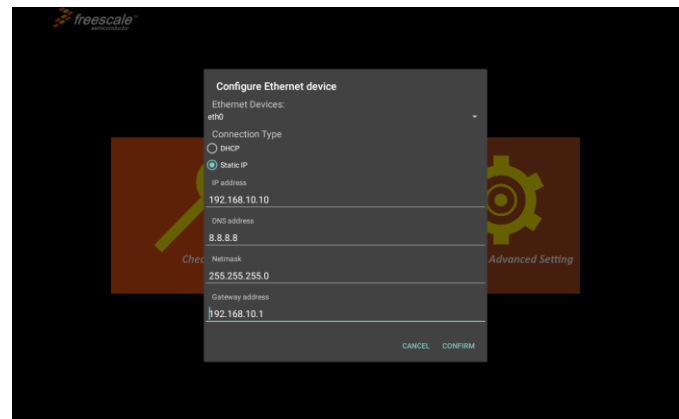 freescale™
semiconductor
Configure Ethernet device
Ethernet Devices:
eth0
Connection Type
DHCP
Static IP
IP address
192.168.10.10
DNS address
8.8.8.8
Netmask
255.255.255.0
Gateway address
192.168.10.1
CANCEL CONFIRM
Chec
Advanced Setting